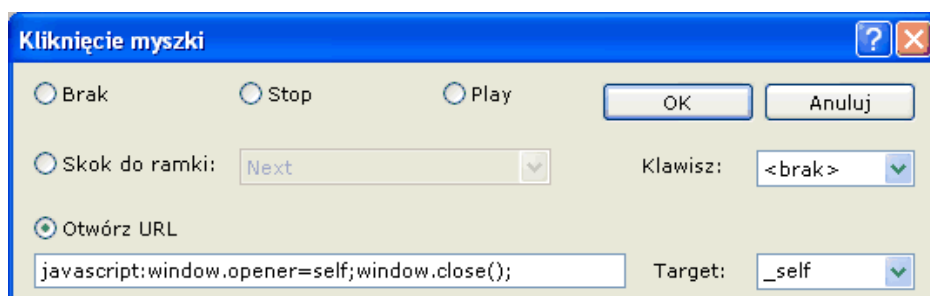 Kliknięcie myszki
Brak Stop Play OK Anuluj
Skok do ramki: Next Klawisz: <brak>
Otwórz URL
javascript:window.opener=self;window.close(); Target: _self